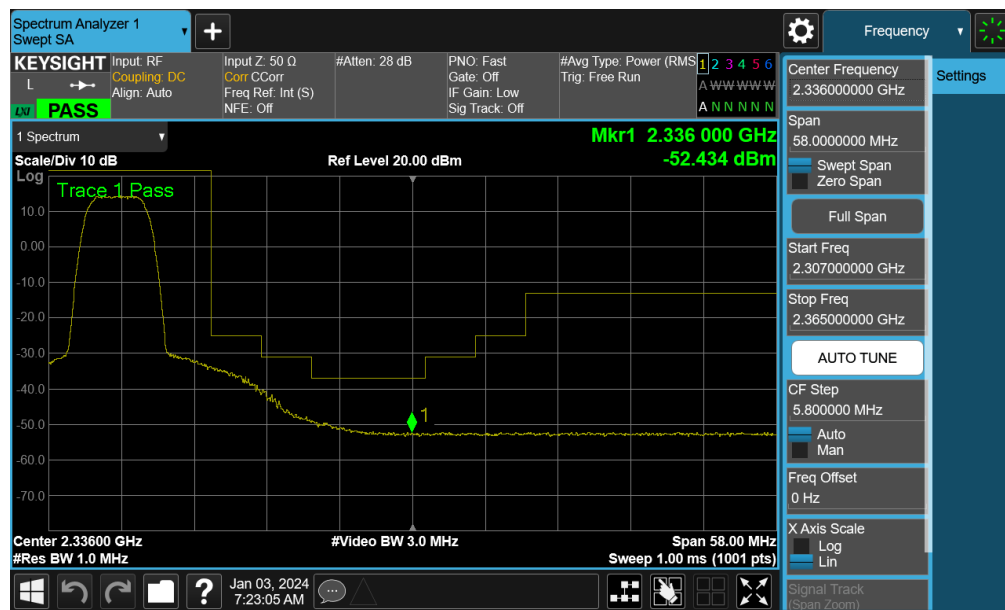 Spectrum Analyzer 1
Swept SA
Frequency
KEYSIGHT
L
LXI
PASS
Input: RF
Coupling: DC
Align: Auto
Input Z: 50 Ω
Corr CCorr
Freq Ref: Int (S)
NFE: Off
#Atten: 28 dB
PNO: Fast
Gate: Off
IF Gain: Low
Sig Track: Off
#Avg Type: Power (RMS
Trig: Free Run
1 2 3 4 5 6
A W W W W W
A N N N N N
1 Spectrum
Mkr1 2.336 000 GHz
Scale/Div 10 dB
Ref Level 20.00 dBm
-52.434 dBm
Log
Trace 1 Pass
10.0
0.00
-10.0
-20.0
-30.0
-40.0
-50.0
-60.0
-70.0
1
Center 2.33600 GHz
#Video BW 3.0 MHz
Span 58.00 MHz
#Res BW 1.0 MHz
Sweep 1.00 ms (1001 pts)
Jan 03, 2024
7:23:05 AM
Center Frequency
2.336000000 GHz
Span
58.0000000 MHz
Swept Span
Zero Span
Full Span
Start Freq
2.307000000 GHz
Stop Freq
2.365000000 GHz
AUTO TUNE
CF Step
5.800000 MHz
Auto
Man
Freq Offset
0 Hz
X Axis Scale
Log
Lin
Signal Track
(Span Zoom)
Settings